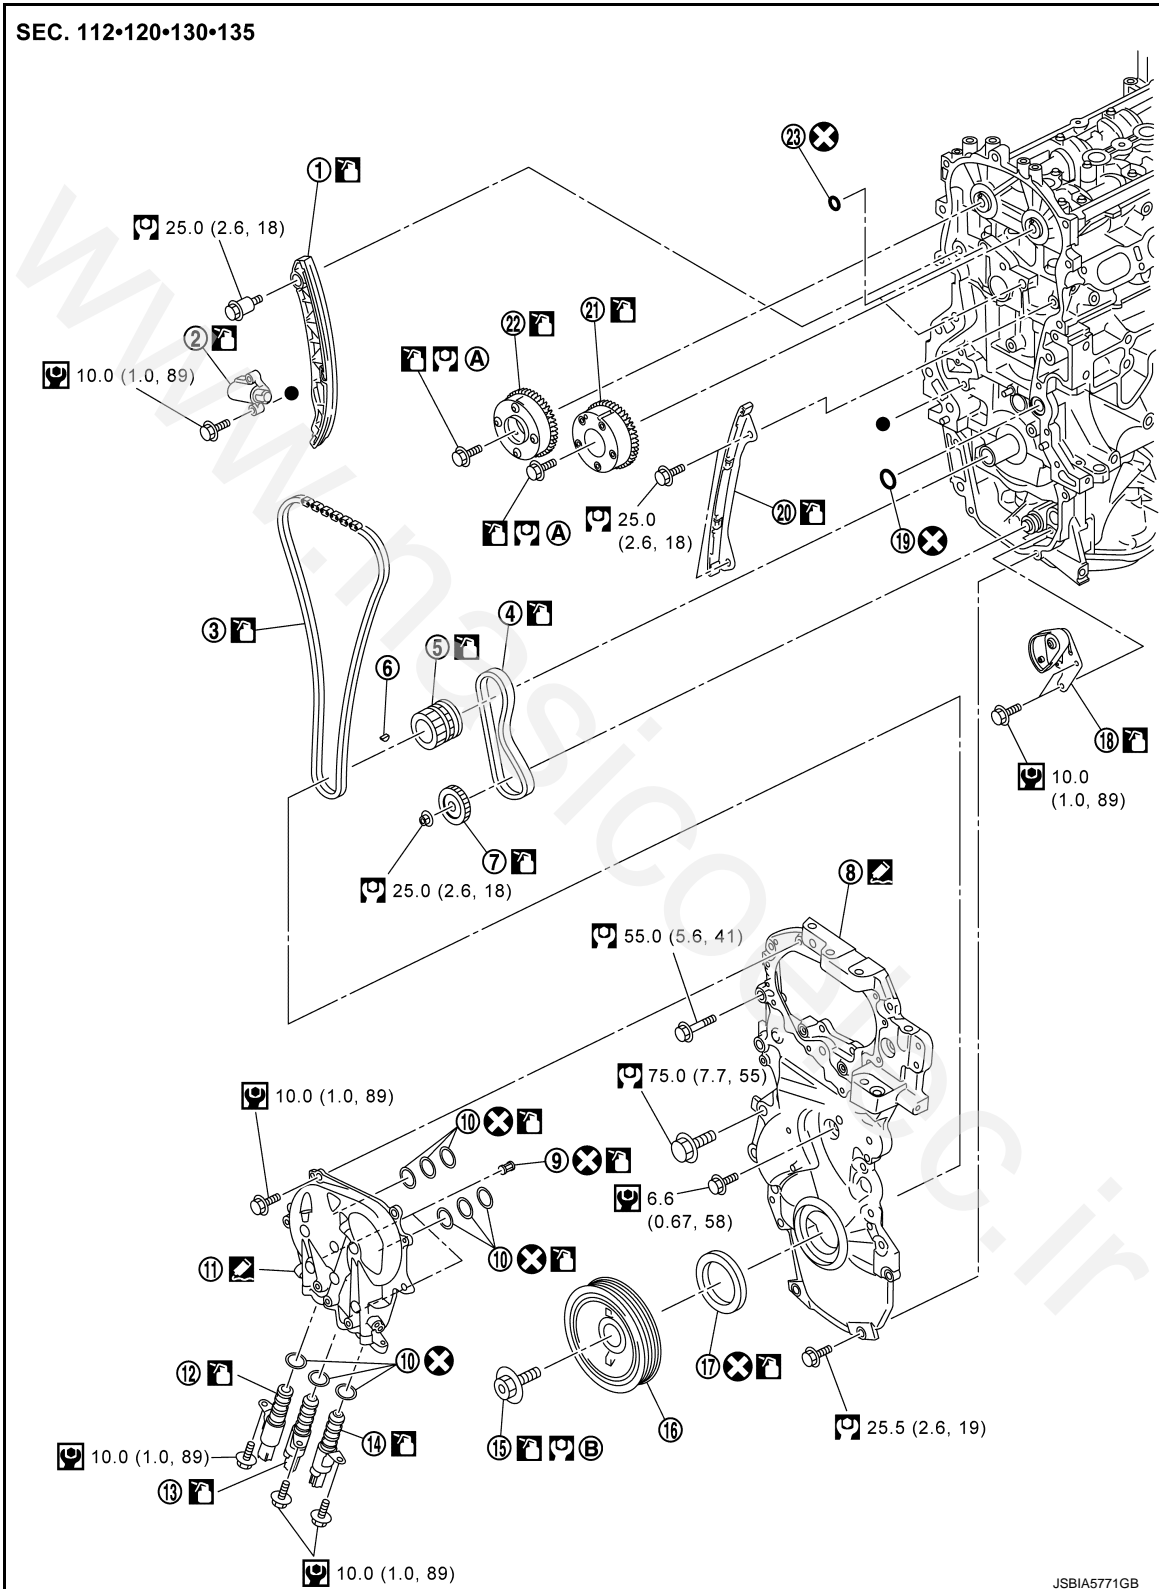 SEC. 112•120•130•135
23
1
25.0 (2.6, 18)
2
10.0 (1.0, 89)
22
21
A
A
25.0
(2.6, 18)
20
19
3
4
5
6
18
10.0
(1.0, 89)
7
25.0 (2.6, 18)
8
55.0 (5.6, 41)
75.0 (7.7, 55)
10.0 (1.0, 89)
10
9
6.6
(0.67, 58)
10
11
12
10
17
16
15
B
14
25.5 (2.6, 19)
10.0 (1.0, 89)
13
10.0 (1.0, 89)
JSBIA5771GB
www.nasicoelec.ir